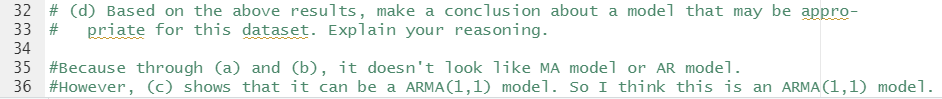 32 # (d) Based on the above results, make a conclusion about a model that may be appro-
33 #   priate for this dataset. Explain your reasoning.
34
35 #Because through (a) and (b), it doesn't look like MA model or AR model.
36 #However, (c) shows that it can be a ARMA(1,1) model. So I think this is an ARMA(1,1) model.